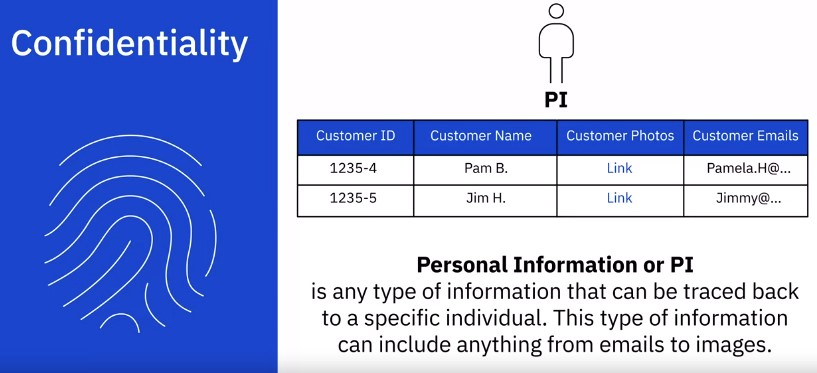 Confidentiality
PI
Customer ID Customer Name Customer Photos Customer Emails
1235-4 Pam B. Link Pamela.H@...
1235-5 Jim H. Link Jimmy@...
Personal Information or PI
is any type of information that can be traced back
to a specific individual. This type of information
can include anything from emails to images.